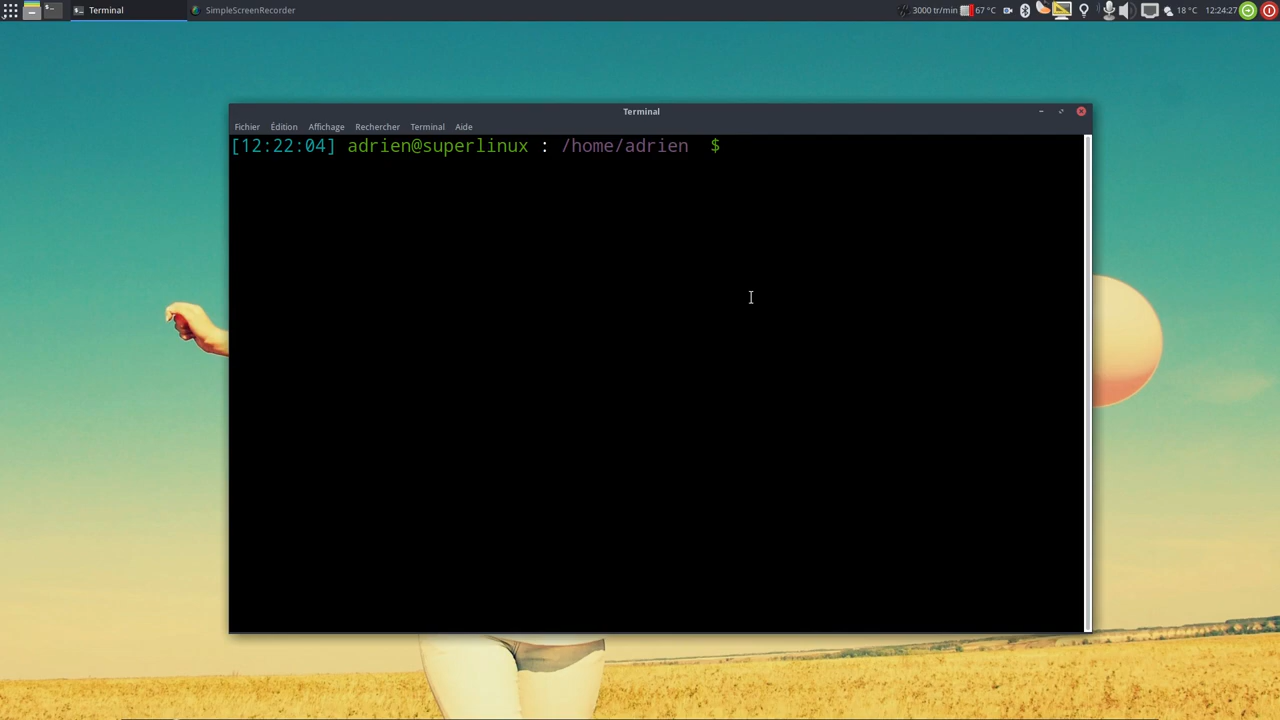 Terminal
SimpleScreenRecorder
3000 tr/min
67 °C
18 °C
12:24:27
Terminal
Fichier Édition Affichage Rechercher Terminal Aide
[12:22:04] adrien@superlinux : /home/adrien $